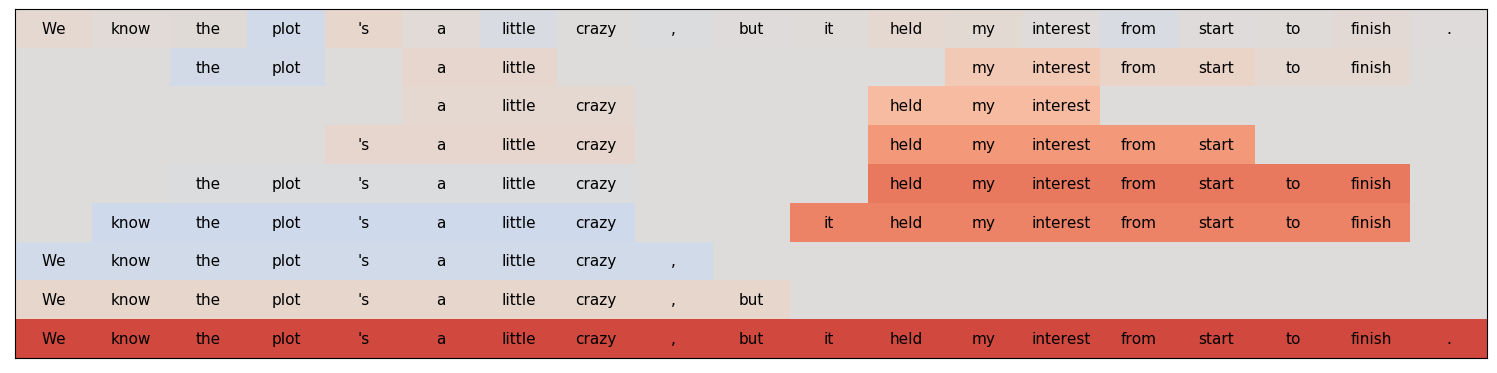 We know the plot 's a little crazy , but it held my interest from start to finish .
the plot a little my interest from start to finish
a little crazy held my interest
's a little crazy held my interest from start
the plot 's a little crazy held my interest from start to finish
know the plot 's a little crazy it held my interest from start to finish
We know the plot 's a little crazy ,
We know the plot 's a little crazy , but
We know the plot 's a little crazy , but it held my interest from start to finish .